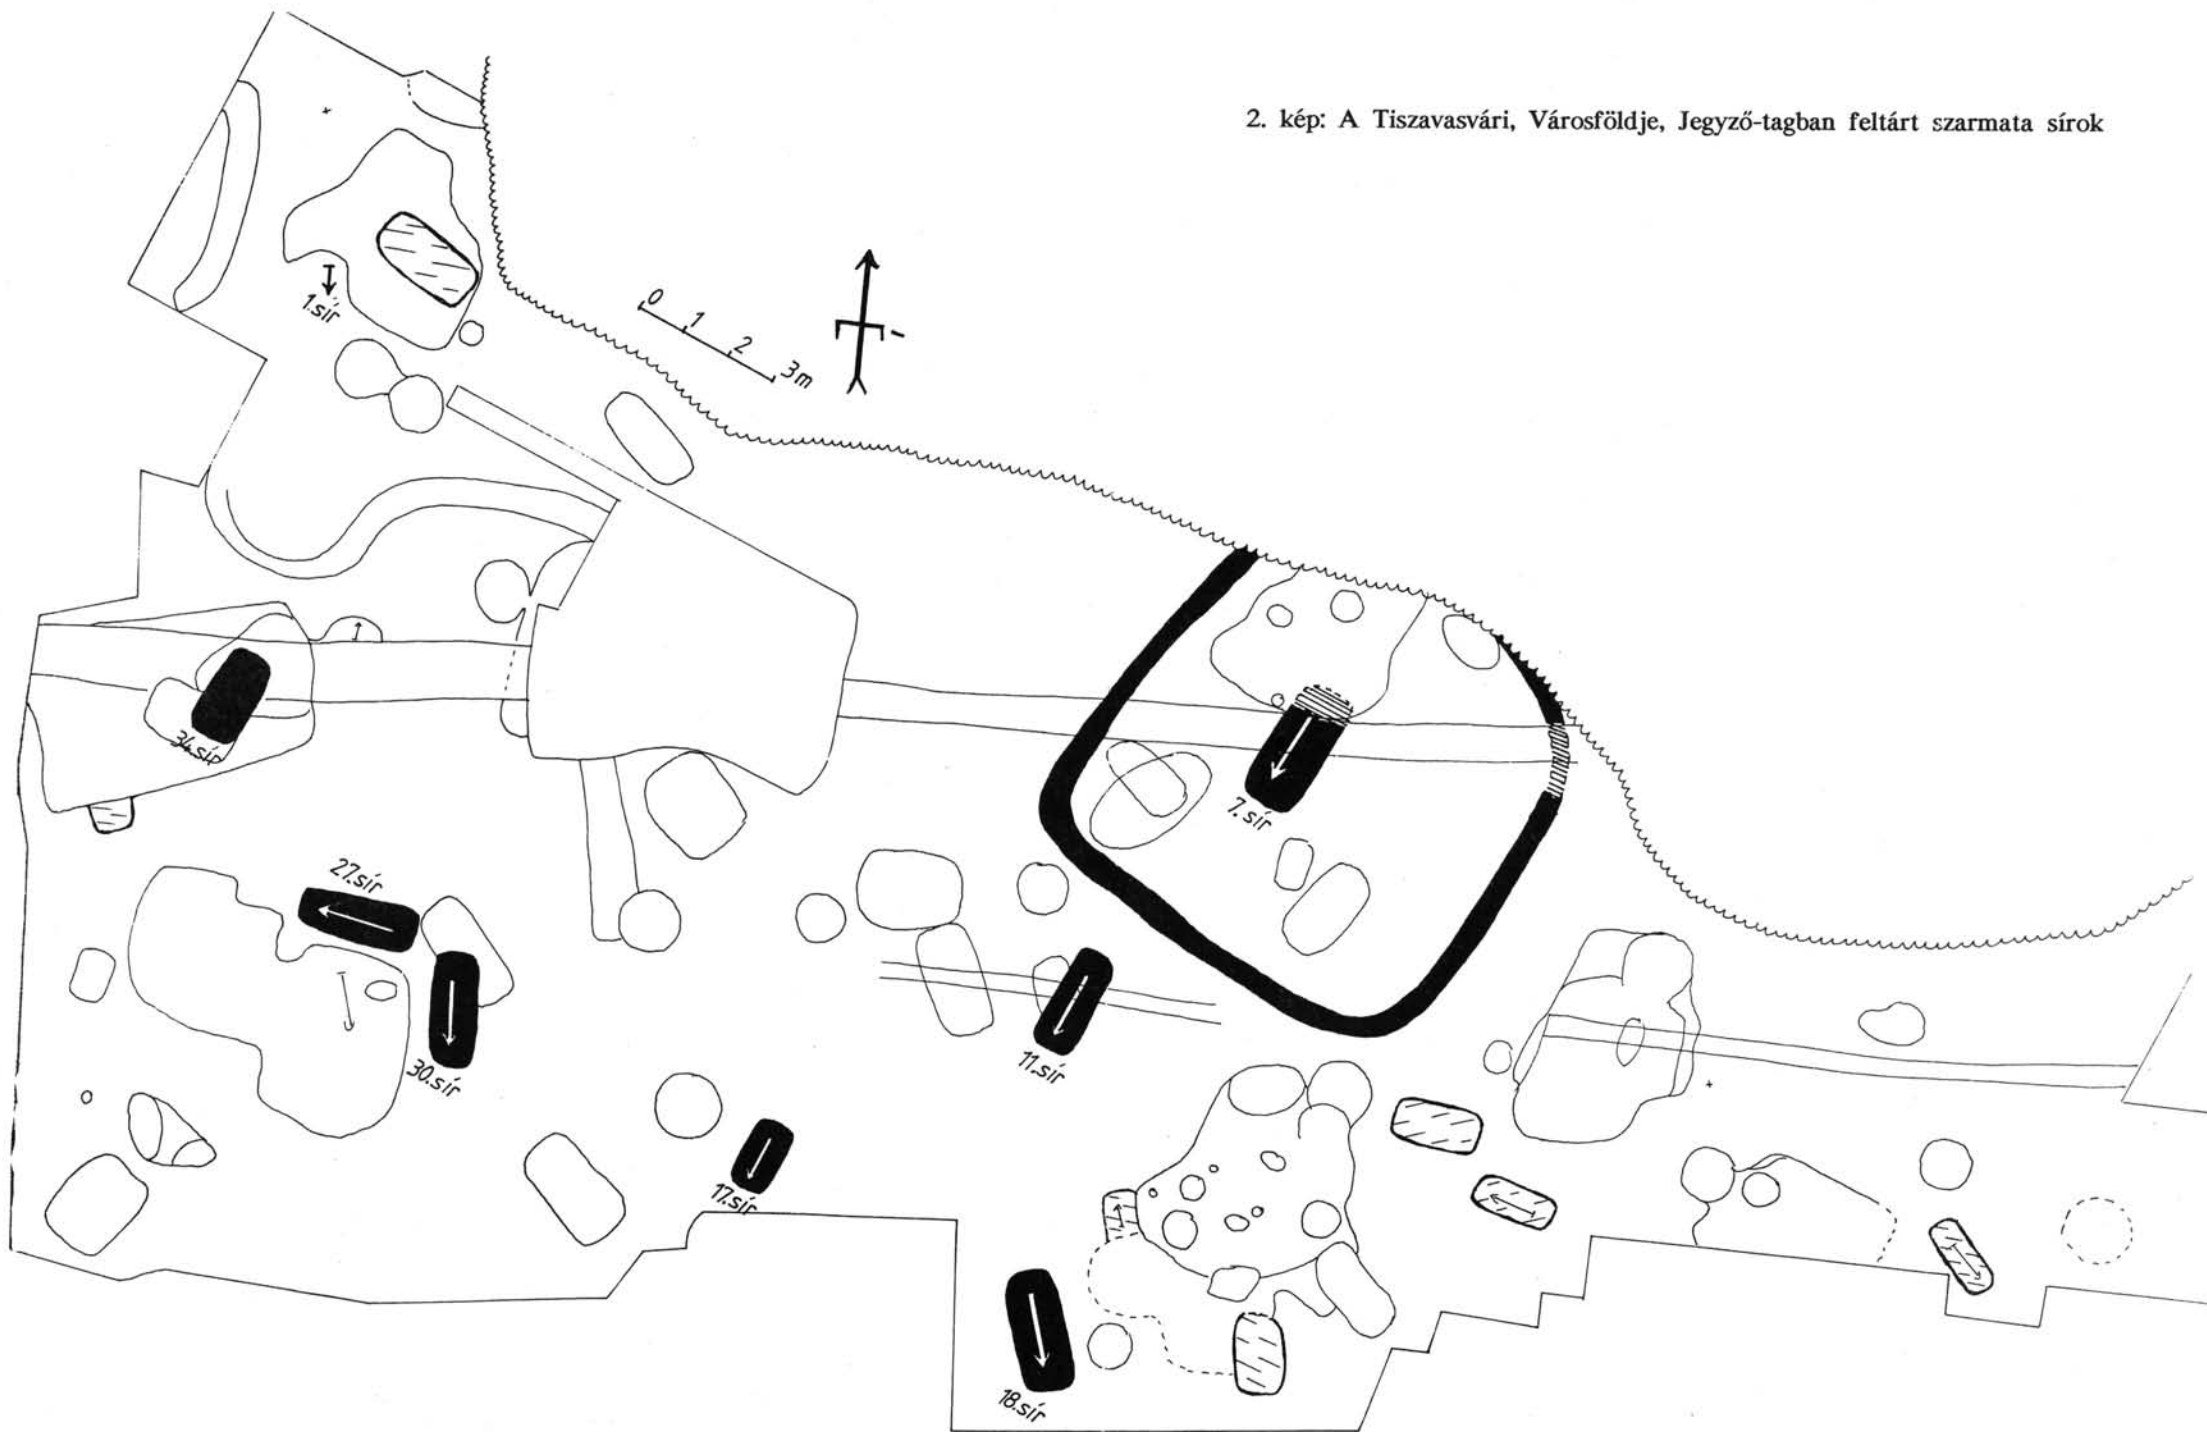 2. kép: A Tiszavasvári, Városföldje, Jegyző-tagban feltárt szarmata sírok
1.sír
0 1 2 3m
34.sír
7.sír
27.sír
30.sír
11.sír
17.sír
18.sír